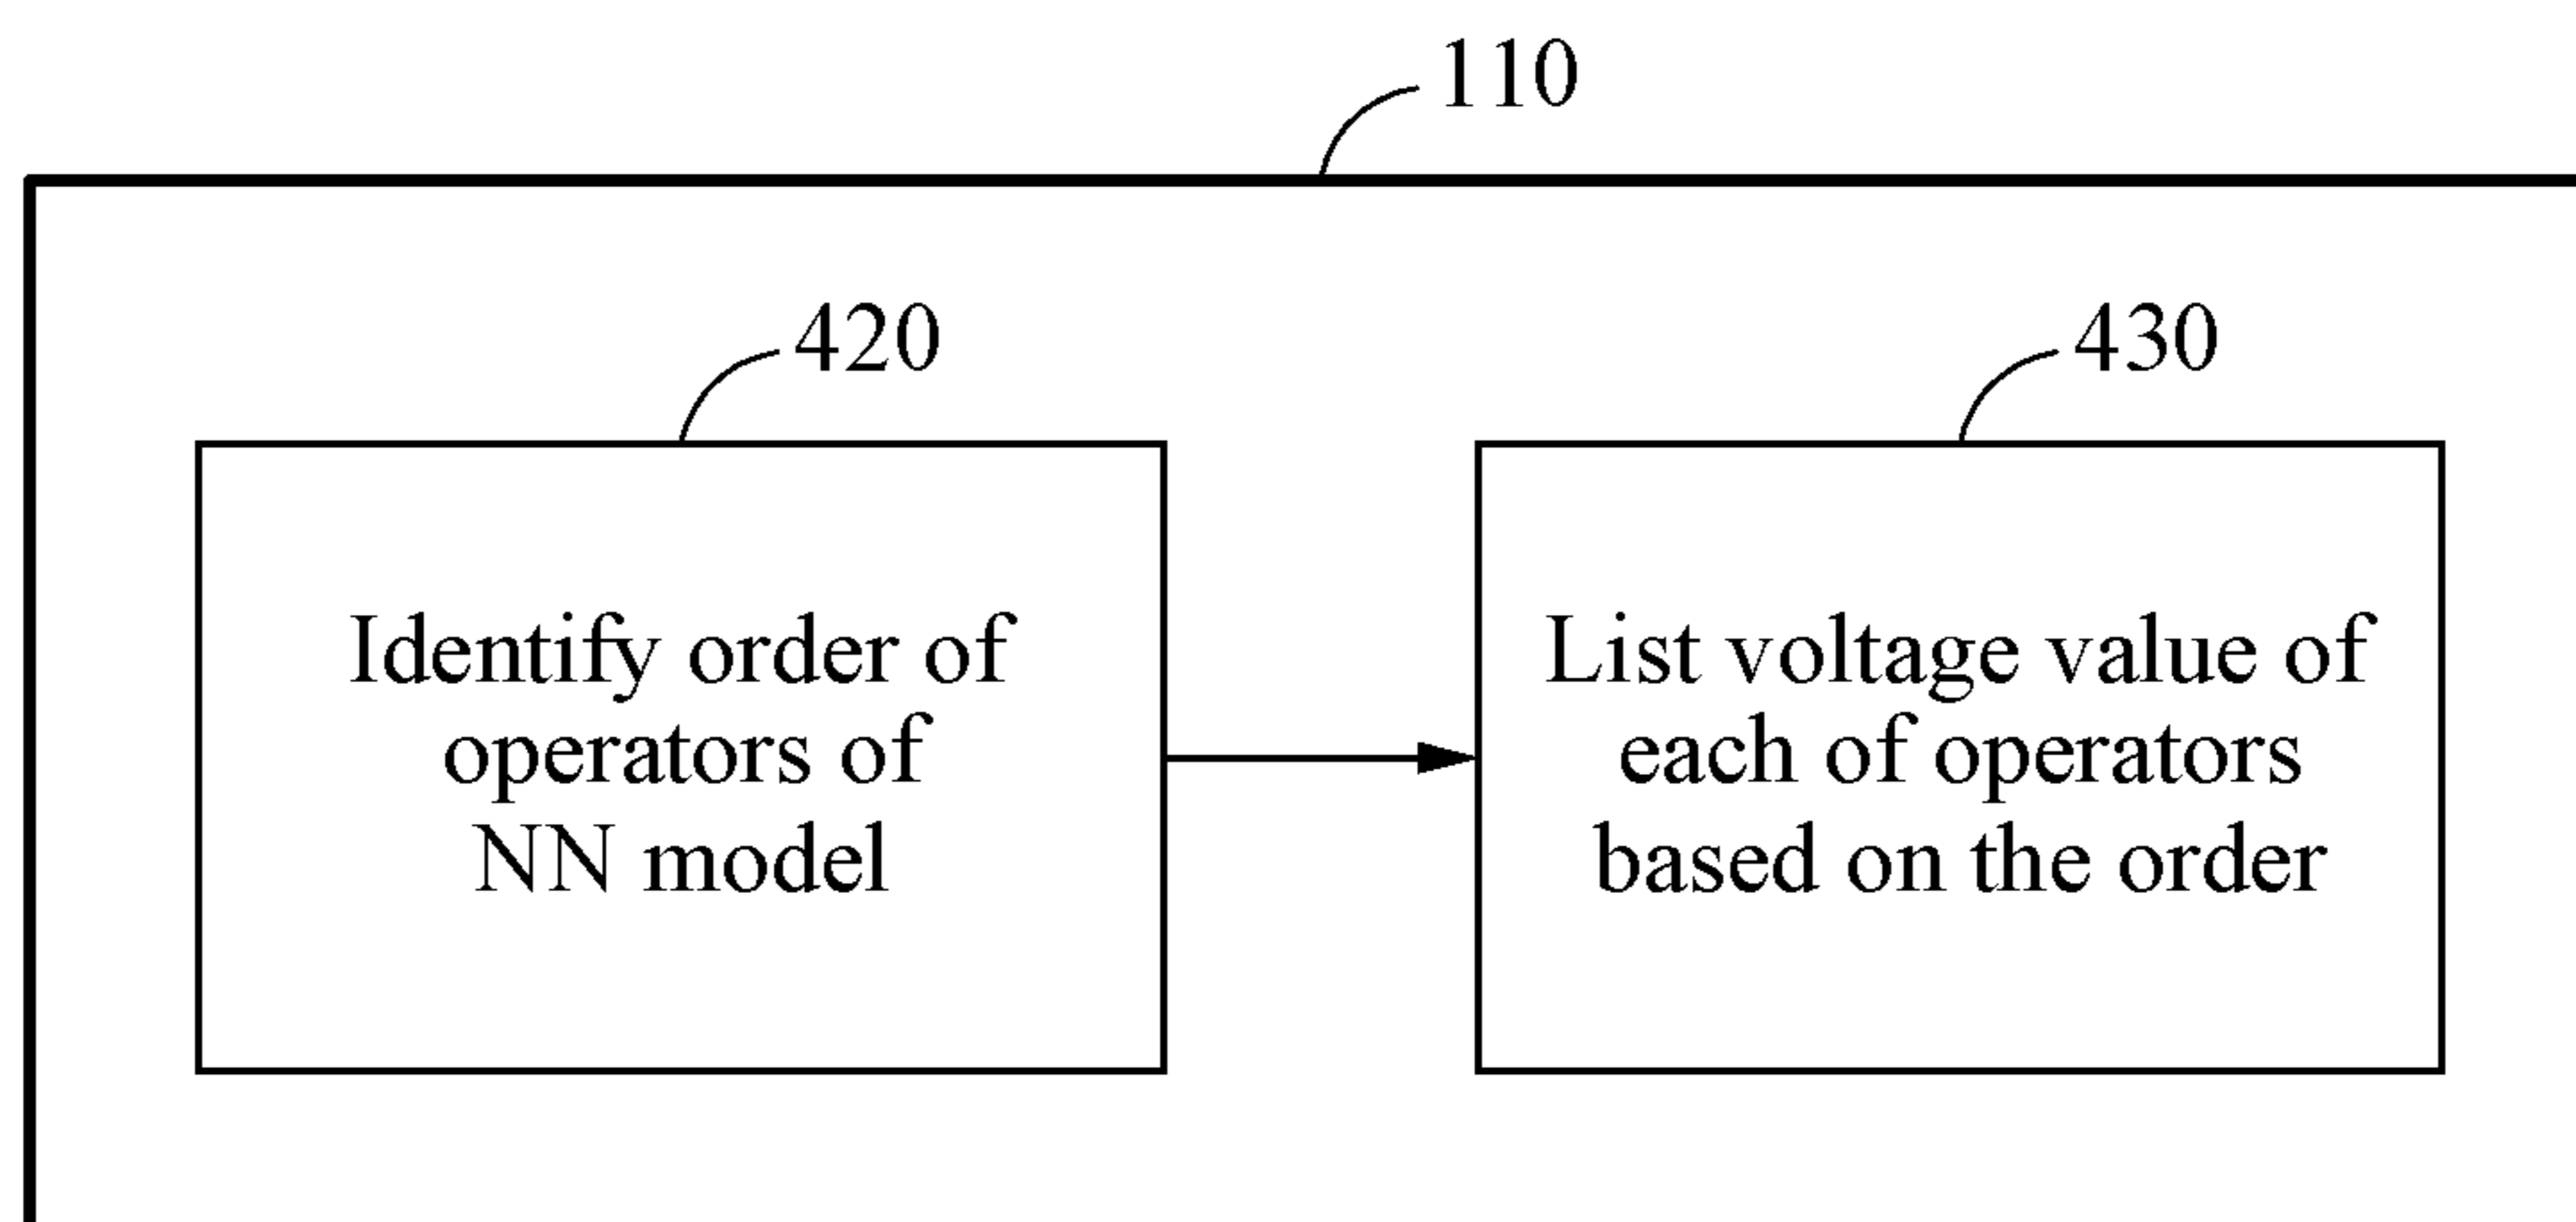 110
420
430
Identify order of
operators of
NN model
List voltage value of
each of operators
based on the order